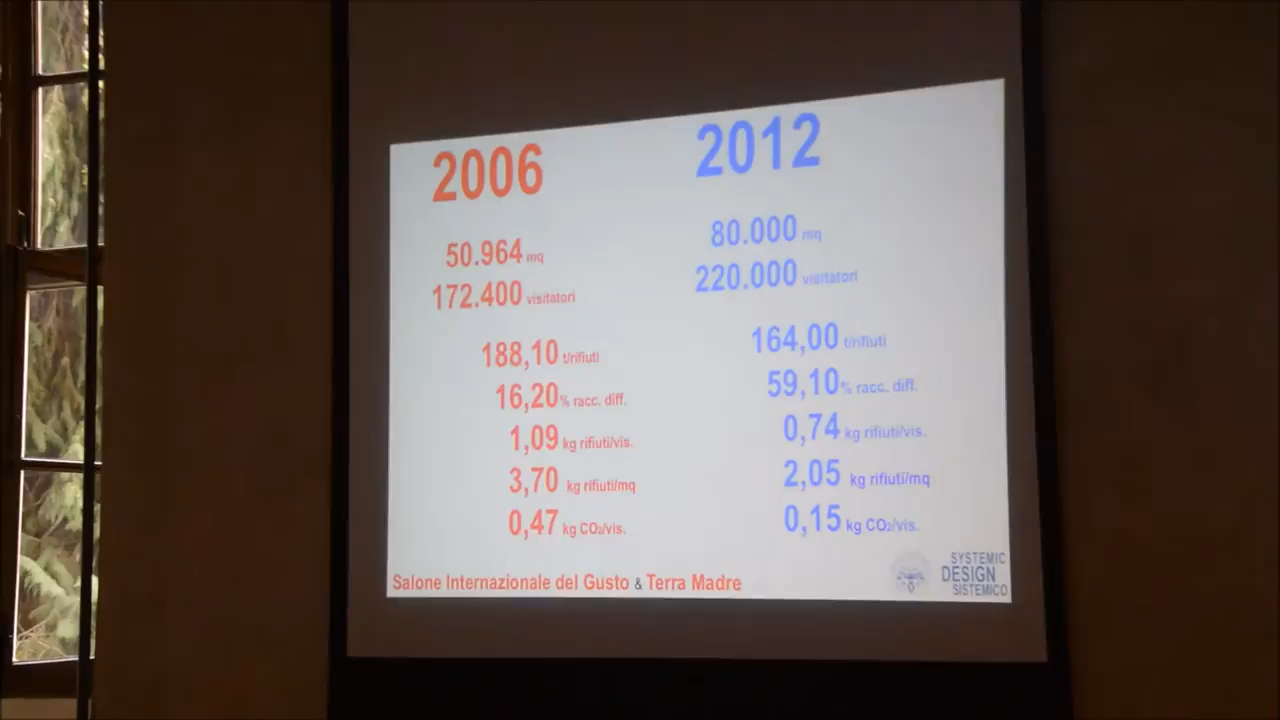 2006
50.964 mq
172.400 visitatori
188,10 t/rifiuti
16,20% racc. diff.
1,09 kg rifiuti/vis.
3,70 kg rifiuti/mq
0,47 kg CO₂/vis.
2012
80.000 mq
220.000 visitatori
164,00 t/rifiuti
59,10% racc. diff.
0,74 kg rifiuti/vis.
2,05 kg rifiuti/mq
0,15 kg CO₂/vis.
Salone Internazionale del Gusto & Terra Madre
SYSTEMIC
DESIGN
SISTEMICO